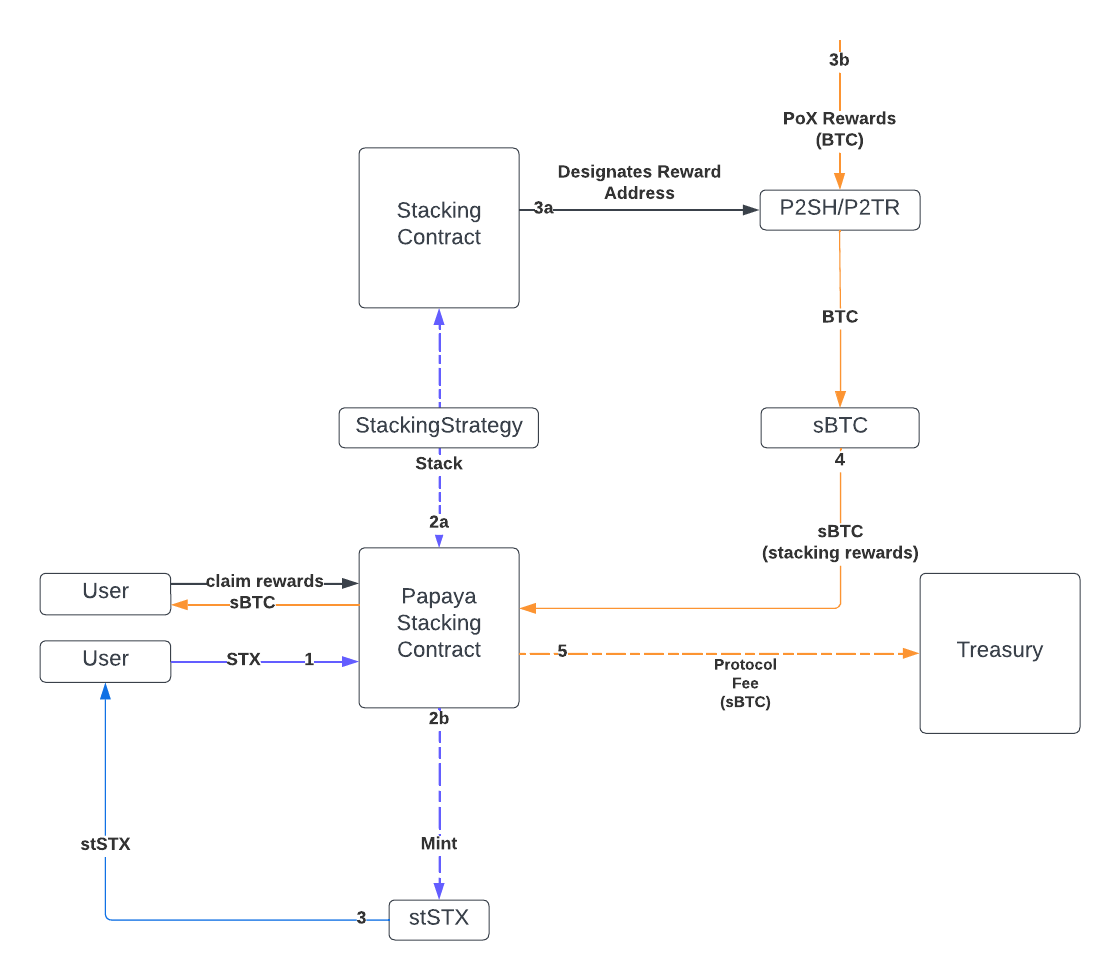 3b
PoX Rewards
(BTC)
Designates Reward
Address
Stacking
Contract
3a
P2SH/P2TR
BTC
StackingStrategy
sBTC
Stack
4
2a
sBTC
(stacking rewards)
User
claim rewards
sBTC
Papaya
Stacking
Contract
User
STX
1
5
Protocol
Fee
(sBTC)
Treasury
2b
Mint
stSTX
3
stSTX